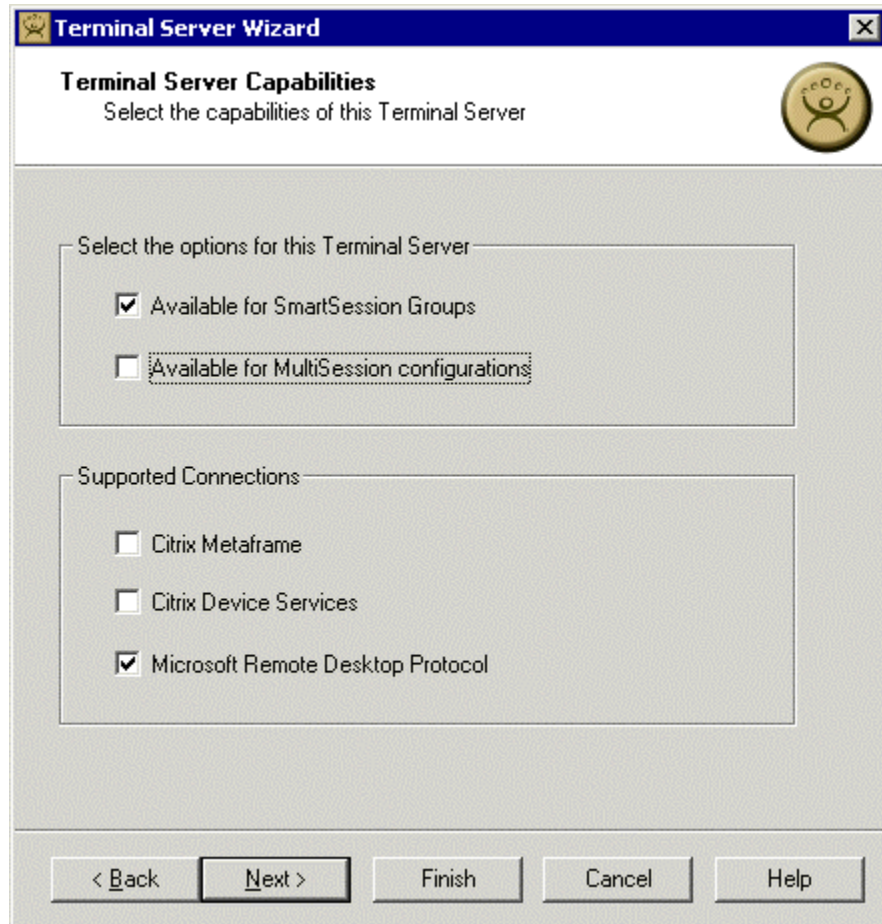 Terminal Server Wizard
Terminal Server Capabilities
Select the capabilities of this Terminal Server
Select the options for this Terminal Server
Available for SmartSession Groups
Available for MultiSession configurations
Supported Connections
Citrix Metaframe
Citrix Device Services
Microsoft Remote Desktop Protocol
< Back Next > Finish Cancel Help